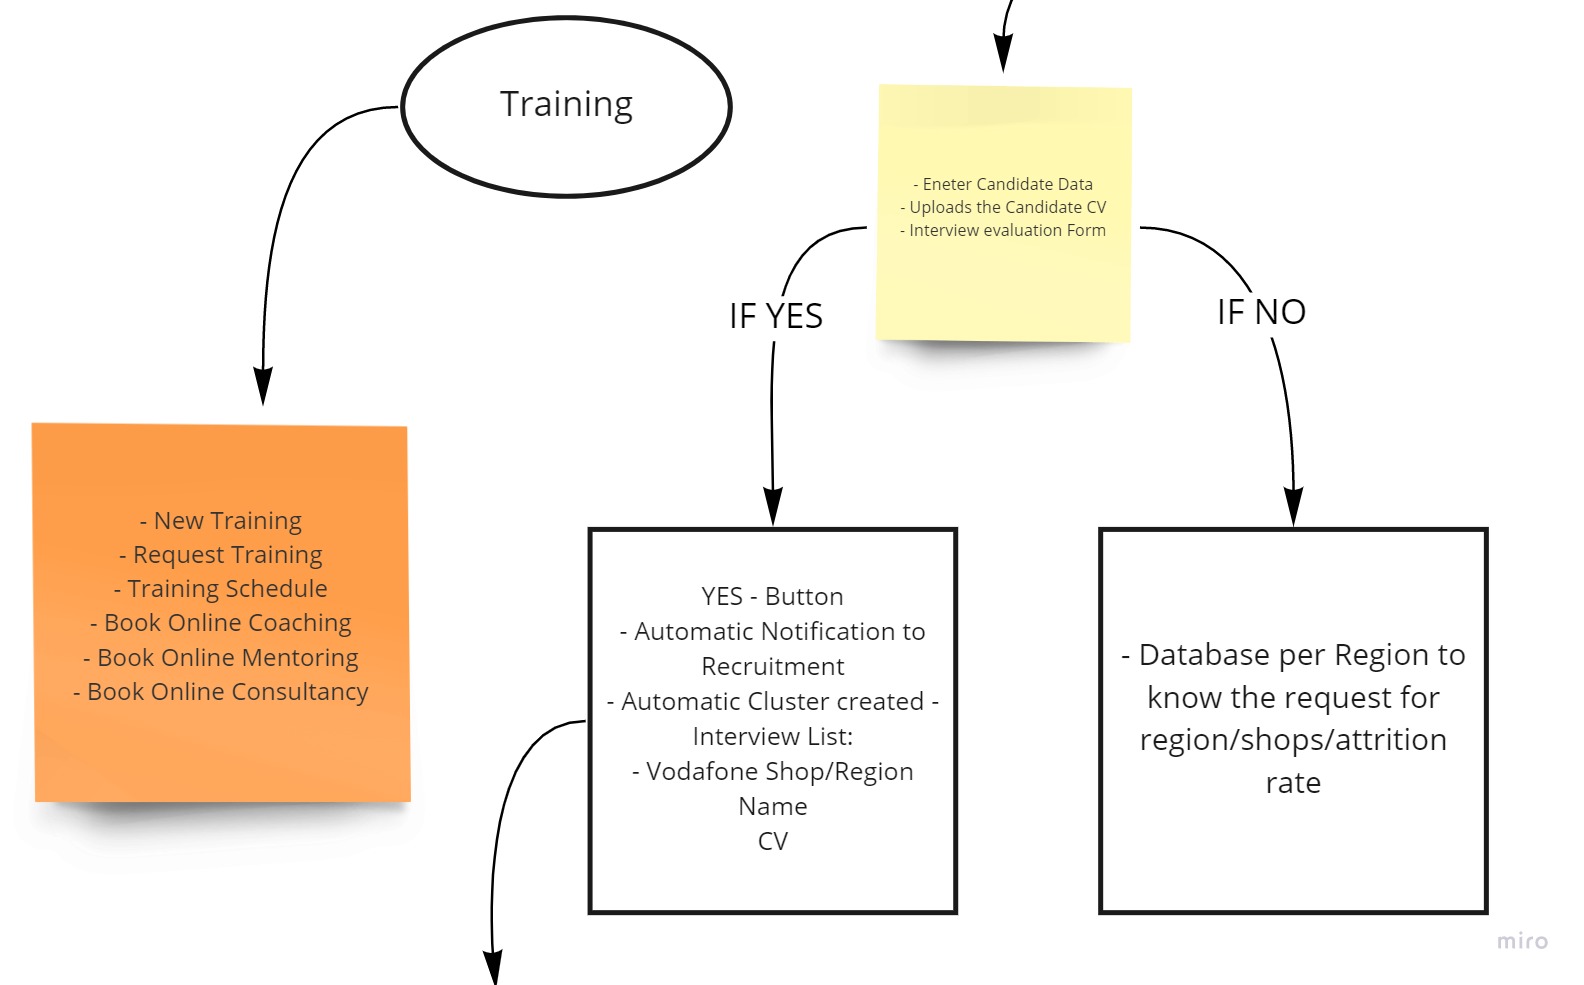 Training
- Eneter Candidate Data
- Uploads the Candidate CV
- Interview evaluation Form
IF YES
IF NO
- New Training
- Request Training
- Training Schedule
- Book Online Coaching
- Book Online Mentoring
- Book Online Consultancy
YES - Button
- Automatic Notification to
Recruitment
- Automatic Cluster created -
Interview List:
- Vodafone Shop/Region
Name
CV
- Database per Region to
know the request for
region/shops/attrition
rate
miro